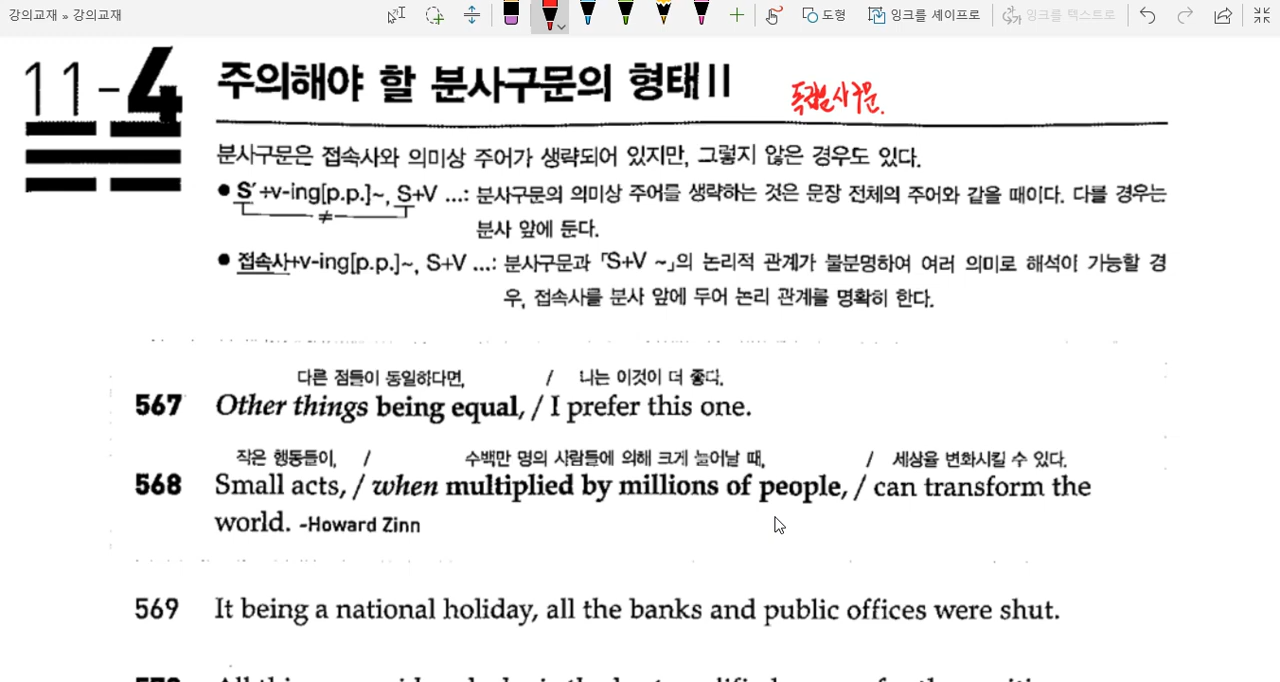 강의교재 » 강의교재
도형
잉크를 셰이프로
잉크를 텍스트로
11-4 주의해야 할 분사구문의 형태 II
독립분사구문.
분사구문은 접속사와 의미상 주어가 생략되어 있지만, 그렇지 않은 경우도 있다.
● S′+v-ing[p.p.]~, S+V ...: 분사구문의 의미상 주어를 생략하는 것은 문장 전체의 주어와 같을 때이다. 다를 경우는
≠
분사 앞에 둔다.
● 접속사+v-ing[p.p.]~, S+V ...: 분사구문과 「S+V ~」의 논리적 관계가 불분명하여 여러 의미로 해석이 가능할 경
우, 접속사를 분사 앞에 두어 논리 관계를 명확히 한다.
다른 점들이 동일하다면, / 나는 이것이 더 좋다.
567 Other things being equal, / I prefer this one.
작은 행동들이, / 수백만 명의 사람들에 의해 크게 늘어날 때, / 세상을 변화시킬 수 있다.
568 Small acts, / when multiplied by millions of people, / can transform the
world. -Howard Zinn
569 It being a national holiday, all the banks and public offices were shut.